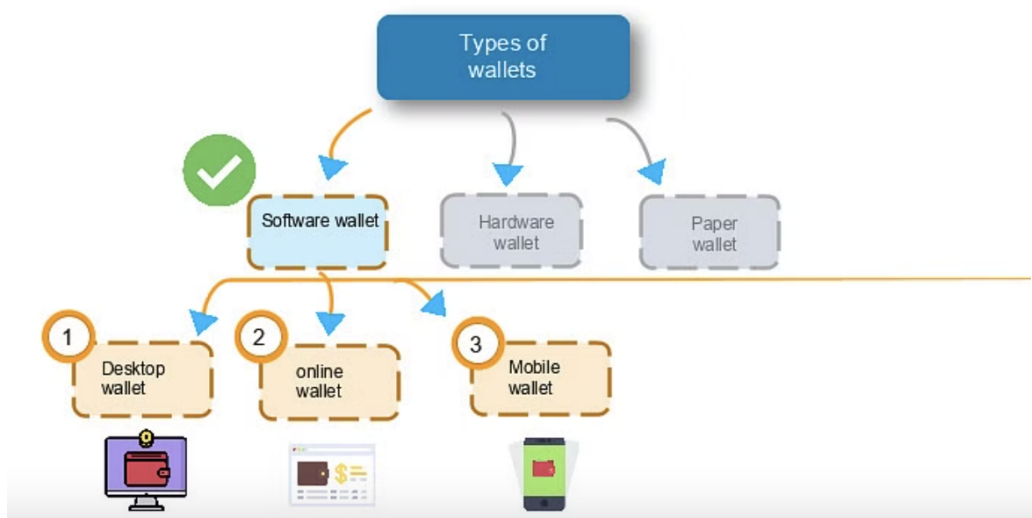 Types of
wallets
Software wallet
Hardware
wallet
Paper
wallet
1
Desktop
wallet
2
online
wallet
3
Mobile
wallet
$